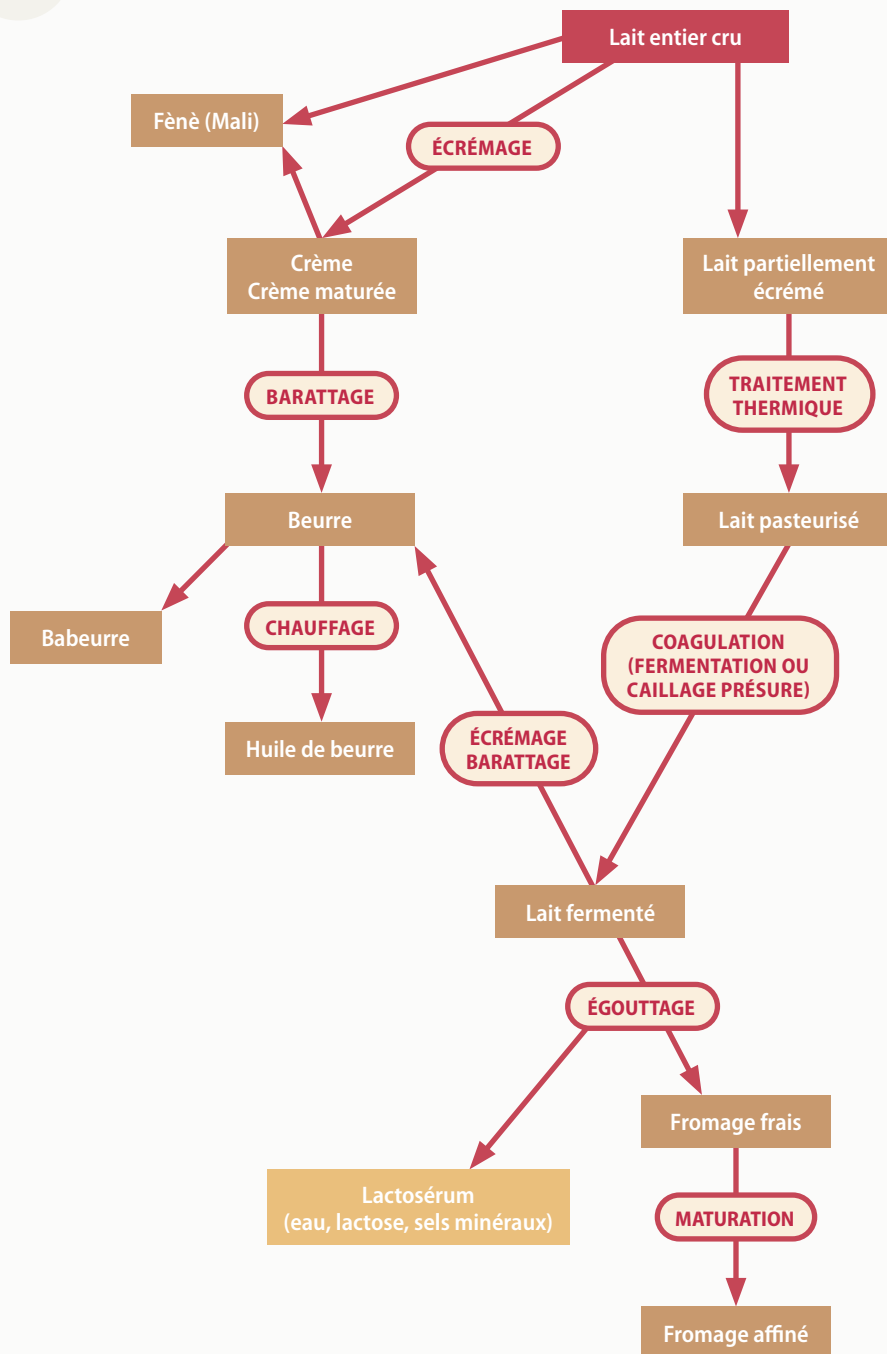 Lait entier cru
Fènè (Mali)
ÉCRÉMAGE
Crème
Crème maturée
Lait partiellement
écrémé
BARATTAGE
TRAITEMENT
THERMIQUE
Beurre
Lait pasteurisé
Babeurre
CHAUFFAGE
COAGULATION
(FERMENTATION OU
CAILLAGE PRÉSURE)
Huile de beurre
ÉCRÉMAGE
BARATTAGE
Lait fermenté
ÉGOUTTAGE
Fromage frais
Lactosérum
(eau, lactose, sels minéraux)
MATURATION
Fromage affiné